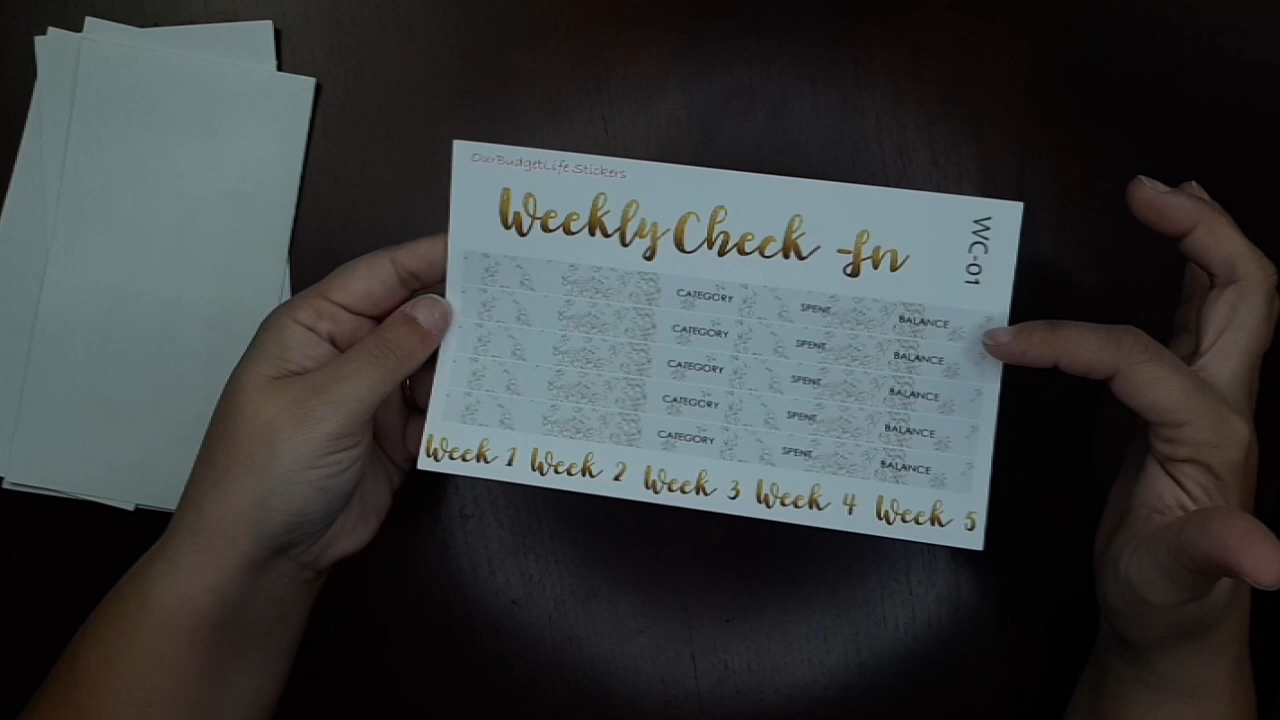 OurBudgetLife Stickers
Weekly Check-In
WC-01
CATEGORY SPENT BALANCE
CATEGORY SPENT BALANCE
CATEGORY SPENT BALANCE
CATEGORY SPENT BALANCE
CATEGORY SPENT BALANCE
Week 1 Week 2 Week 3 Week 4 Week 5